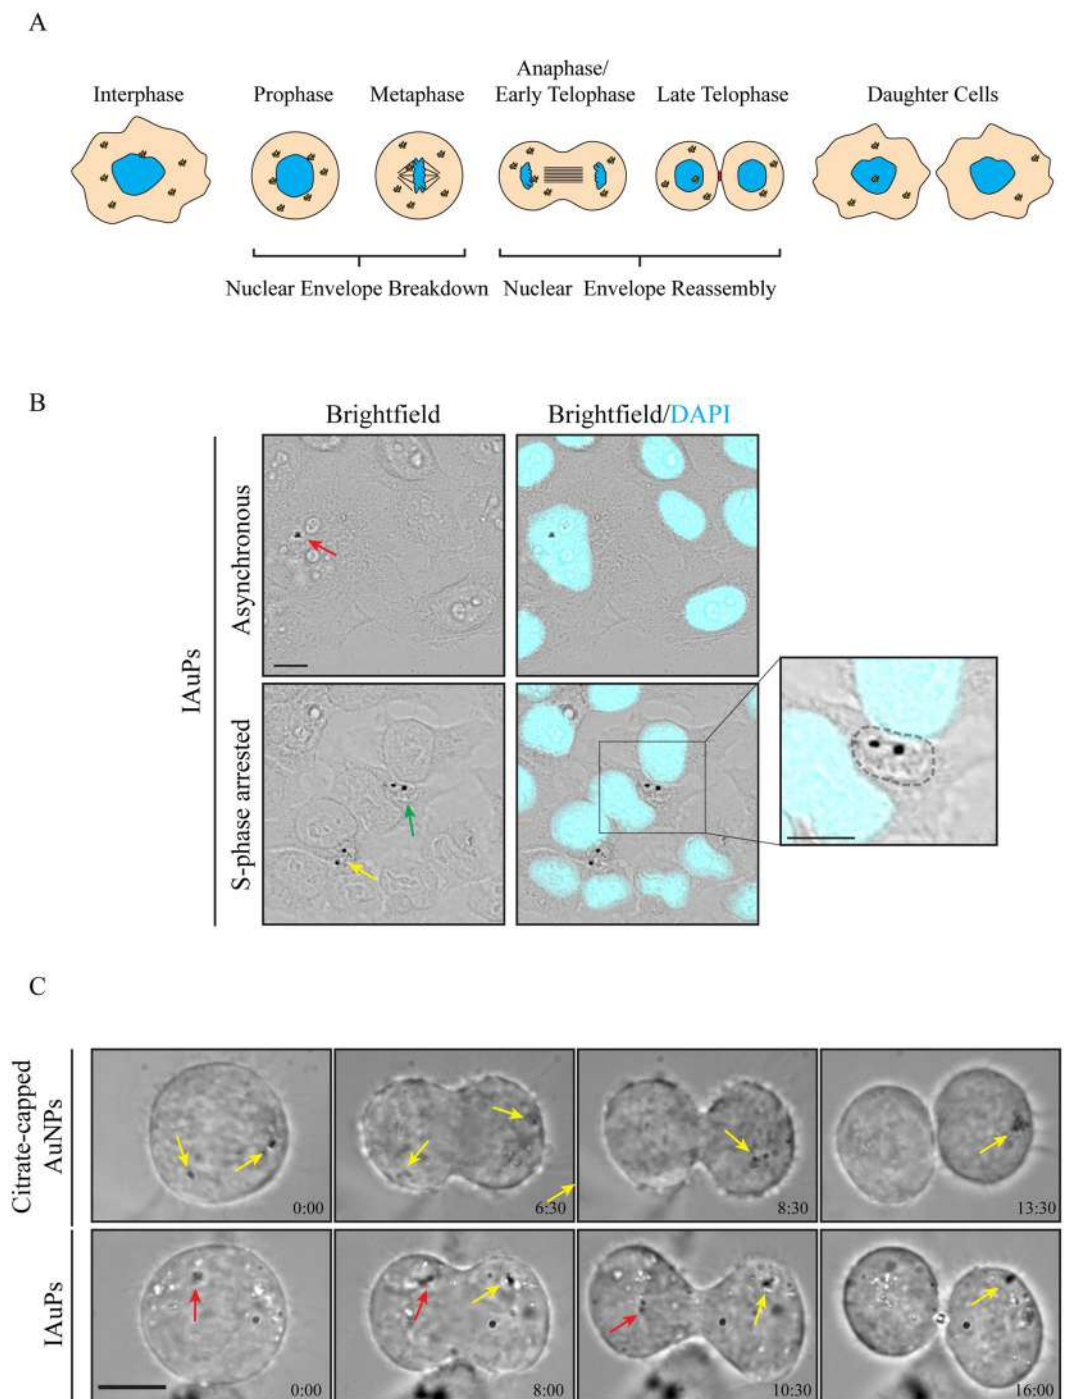 A
Interphase
Prophase
Metaphase
Anaphase/
Early Telophase
Late Telophase
Daughter Cells
Nuclear Envelope Breakdown
Nuclear Envelope Reassembly
B
Brightfield
Brightfield/DAPI
IAuPs
Asynchronous
S-phase arrested
C
Citrate-capped
AuNPs
0:00
6:30
8:30
13:30
IAuPs
0:00
8:00
10:30
16:00